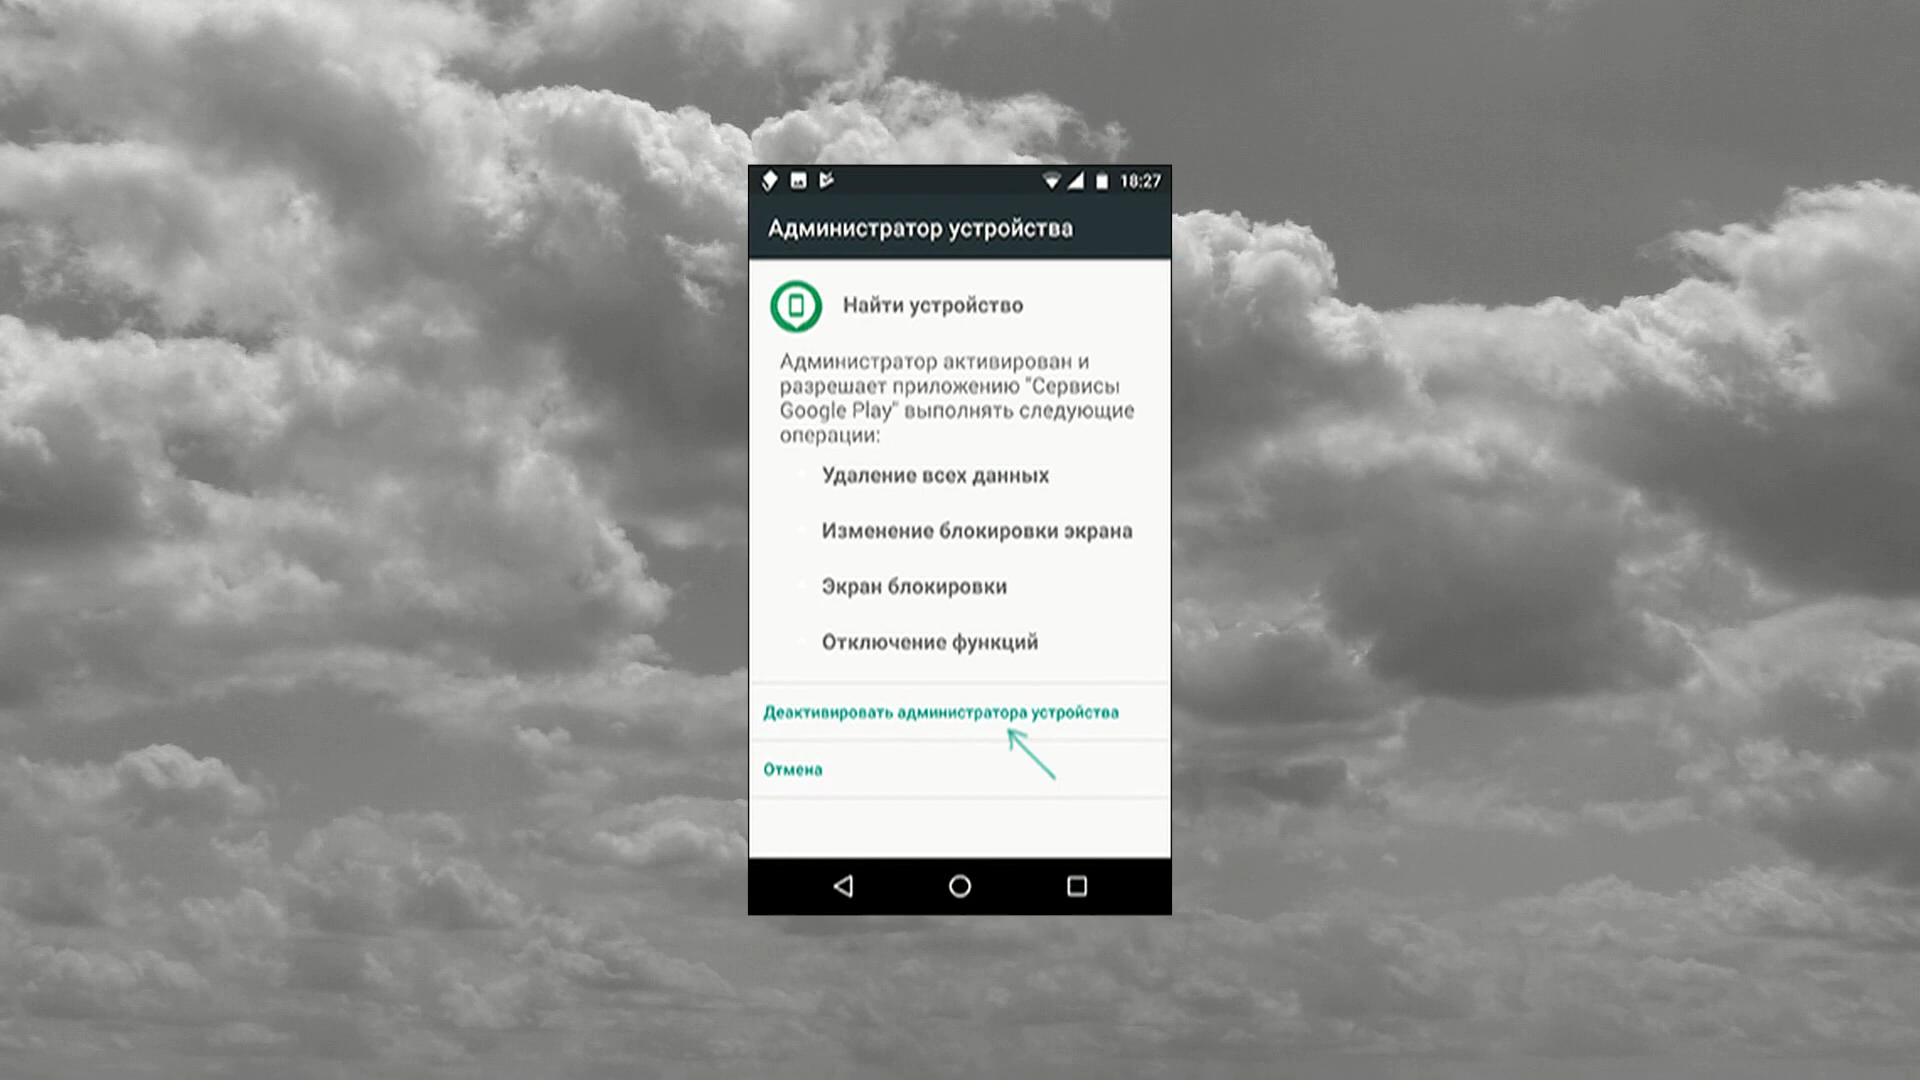 18:27
Администратор устройства
Найти устройство
Администратор активирован и
разрешает приложению "Сервисы
Google Play" выполнять следующие
операции:
Удаление всех данных
Изменение блокировки экрана
Экран блокировки
Отключение функций
Деактивировать администратора устройства
Отмена